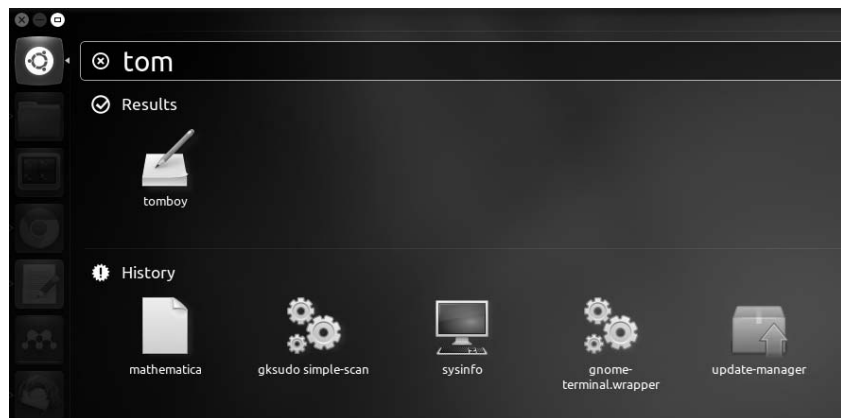 tom
Results
tomboy
History
mathematica
gksudo simple-scan
sysinfo
gnome-
terminal.wrapper
update-manager